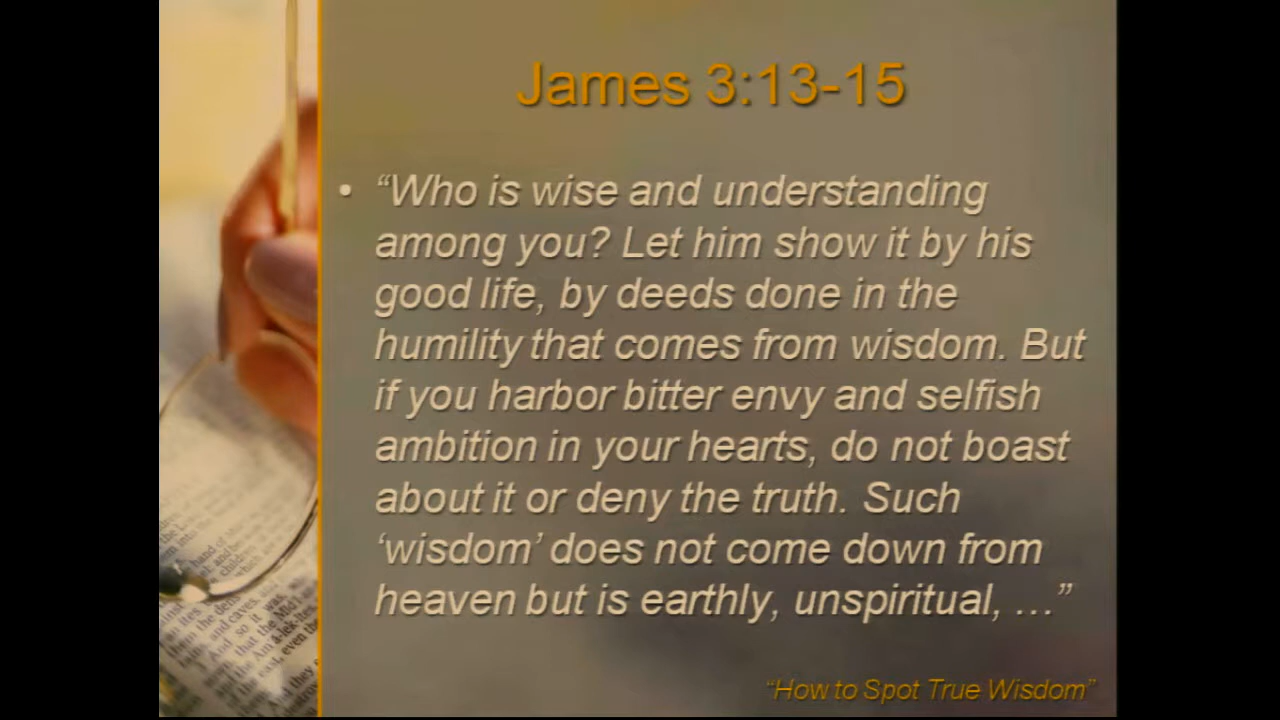 James 3:13-15
• “Who is wise and understanding
among you? Let him show it by his
good life, by deeds done in the
humility that comes from wisdom. But
if you harbor bitter envy and selfish
ambition in your hearts, do not boast
about it or deny the truth. Such
‘wisdom’ does not come down from
heaven but is earthly, unspiritual, …”
“How to Spot True Wisdom”